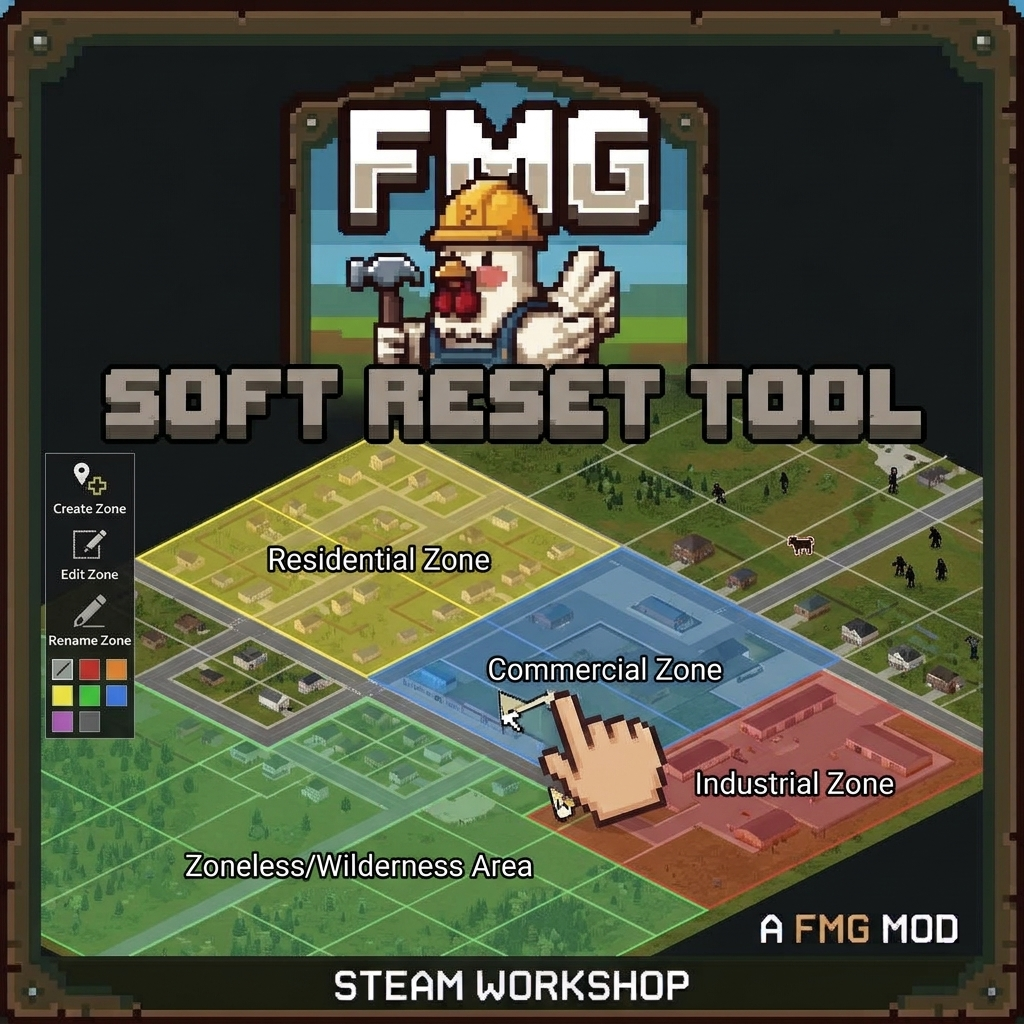 FMG
SOFT RESET TOOL
Create Zone
Edit Zone
Rename Zone
Residential Zone
Commercial Zone
Industrial Zone
Zoneless/Wilderness Area
A FMG MOD
STEAM WORKSHOP